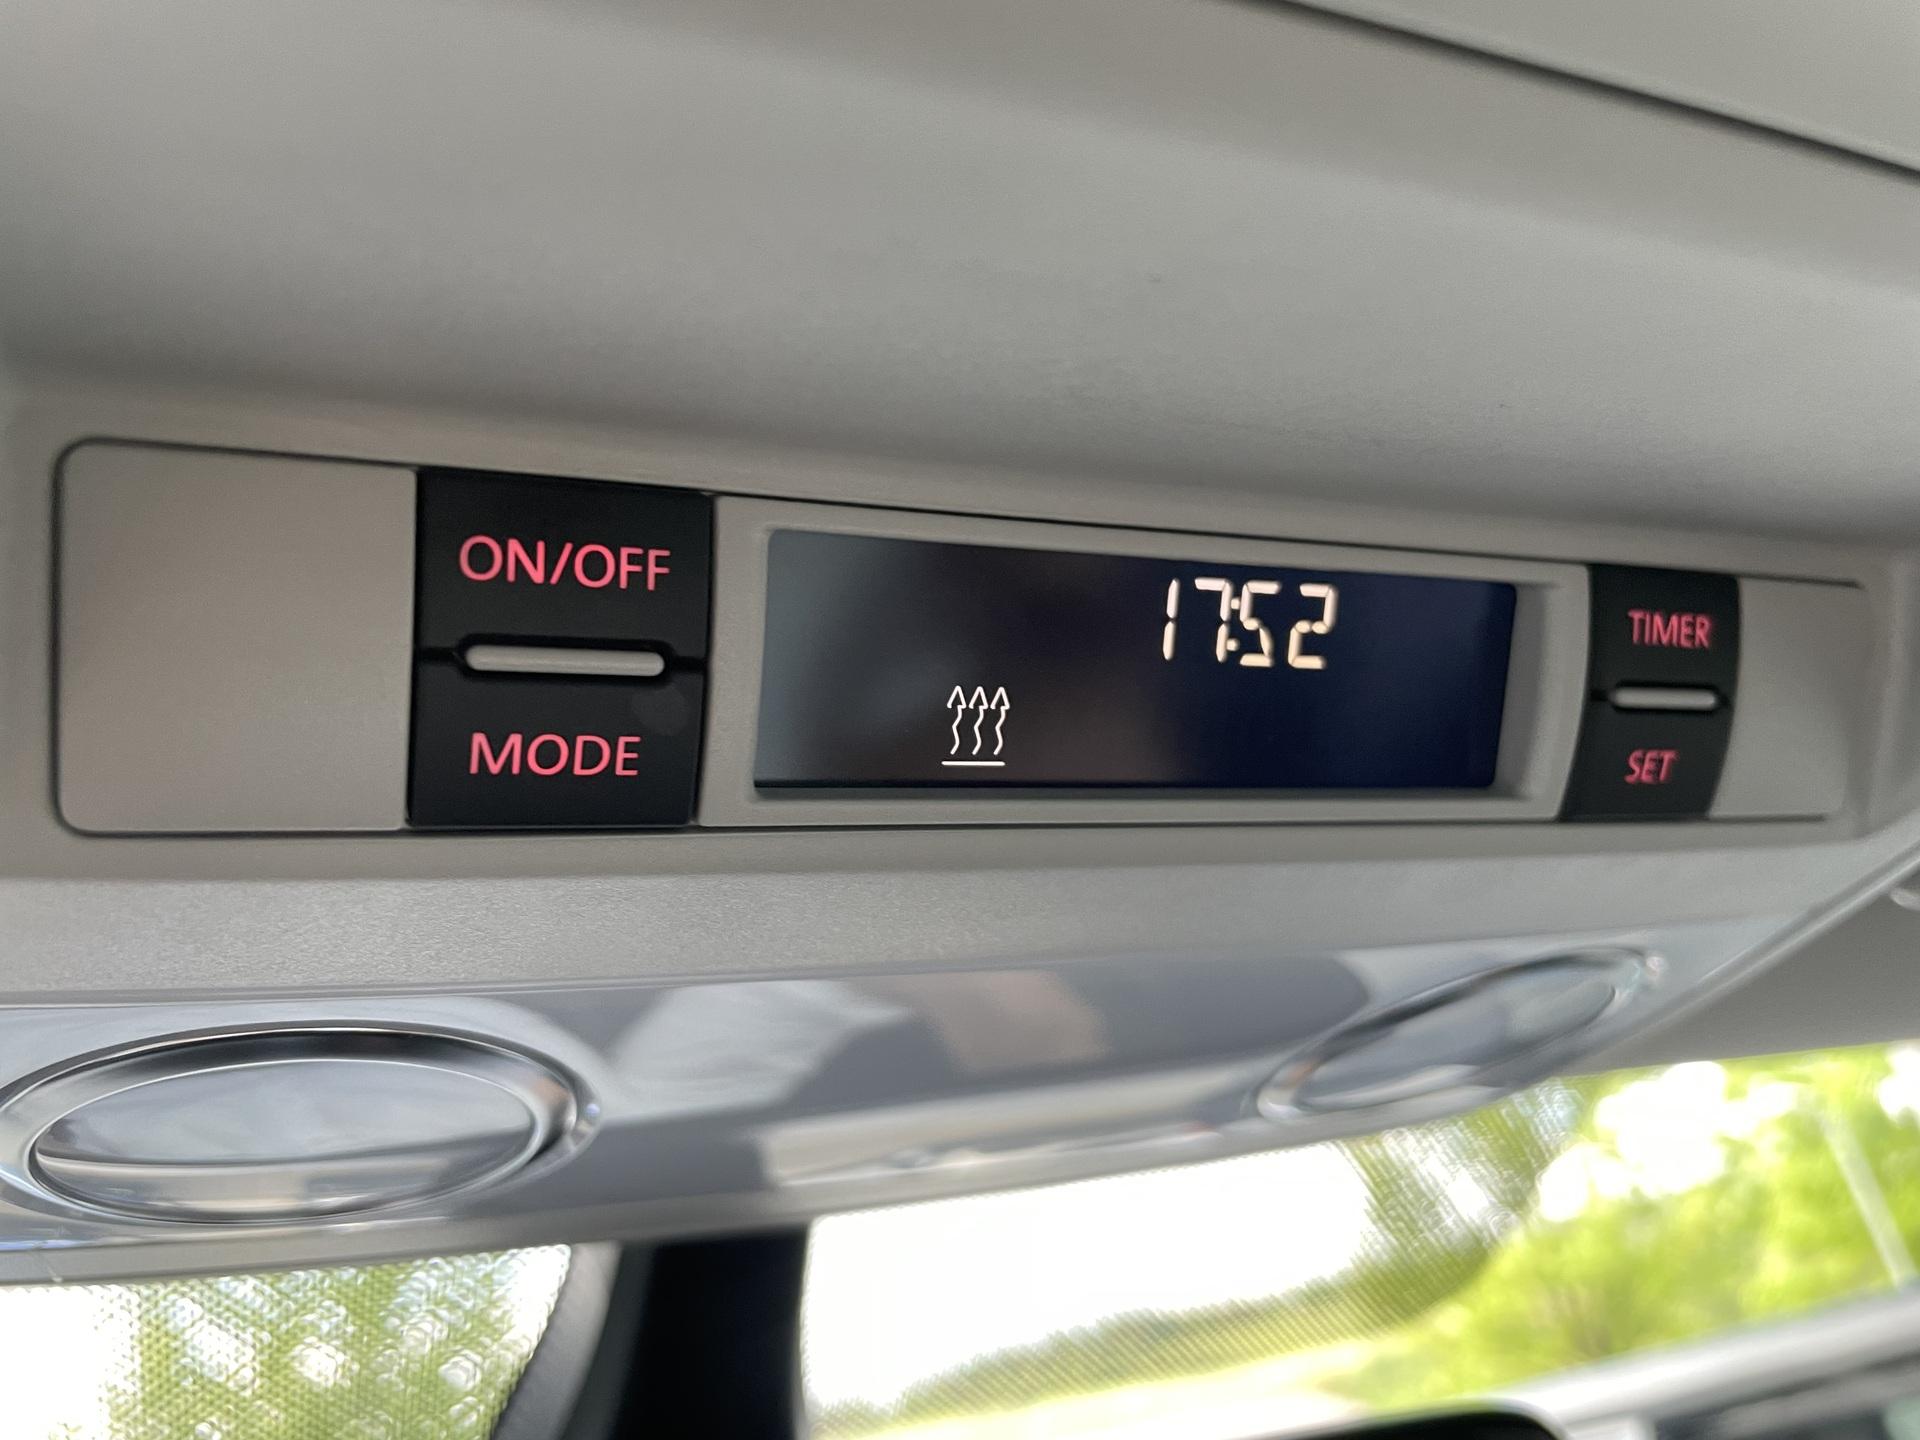 ON/OFF
MODE
17:52
TIMER
SET